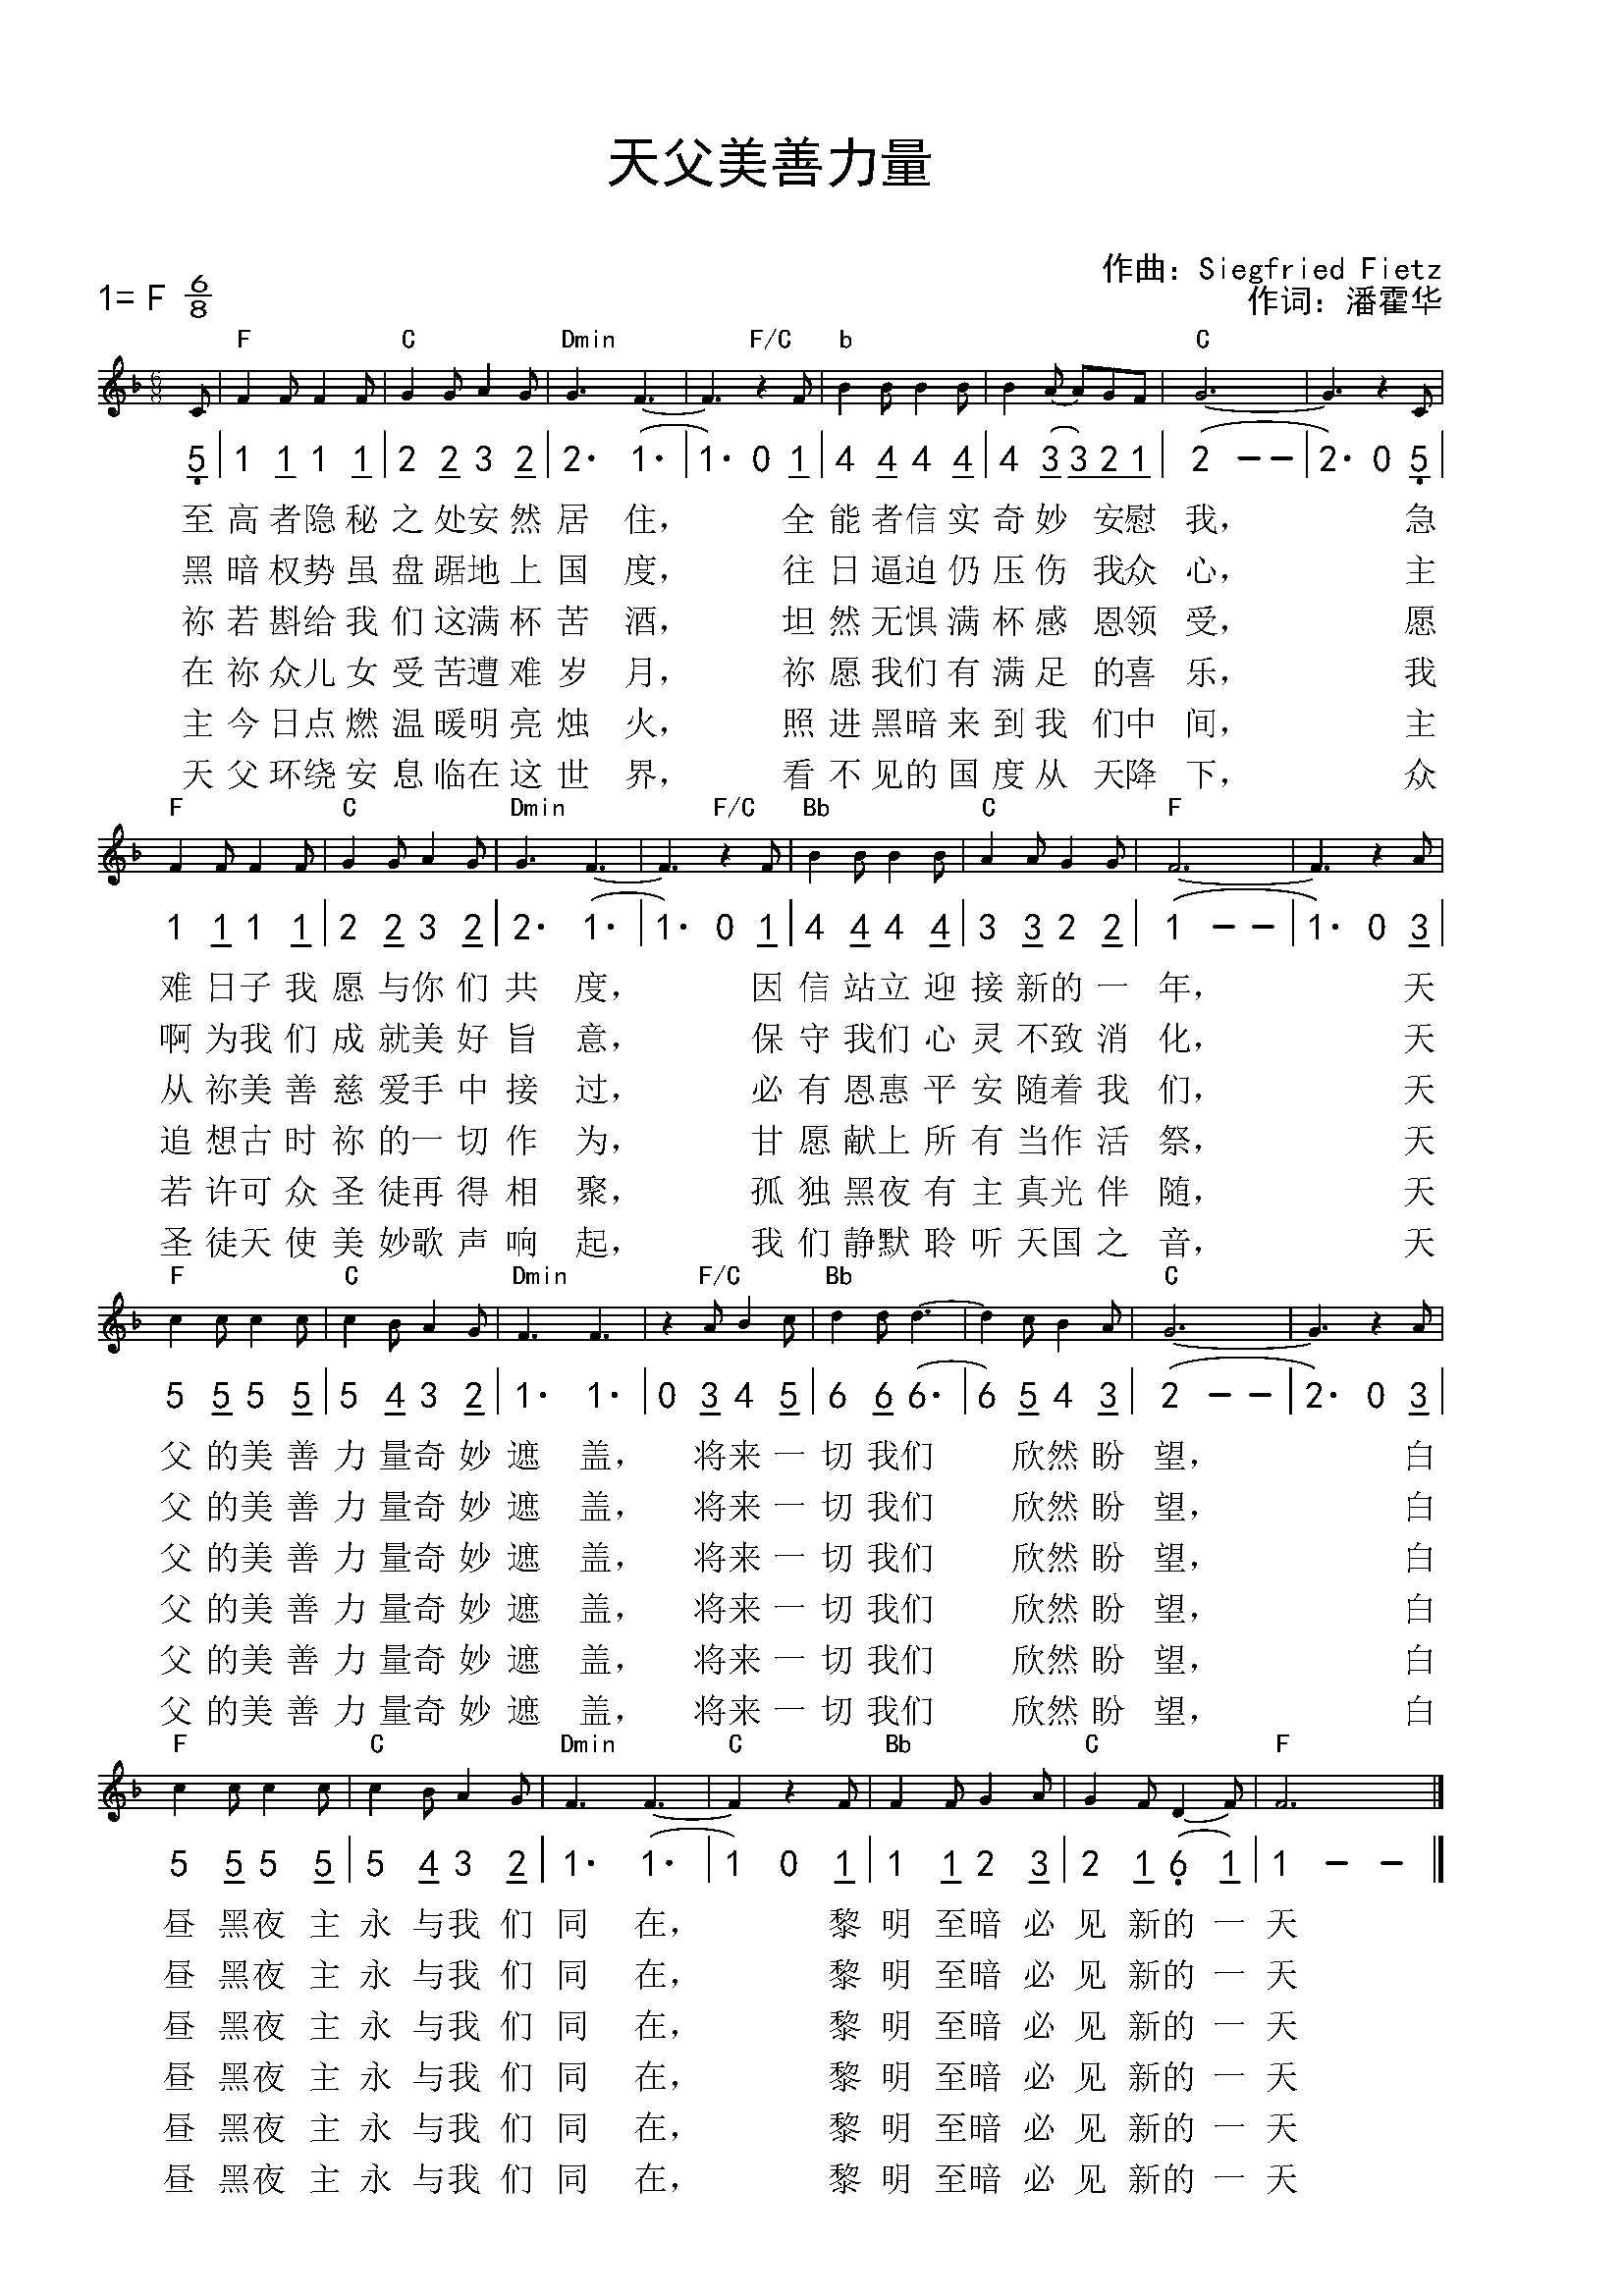 天父美善力量
作曲：Siegfried Fietz
1= F 6/8 作词：潘霍华
F C Dmin F/C b C
5 | 1 1 1 1 | 2 2 3 2 | 2· 1· | 1· 0 1 | 4 4 4 4 | 4 3 3 2 1 | 2 - - | 2· 0 5 |
至高者隐秘之处安然居住，全能者信实奇妙安慰我，急
黑暗权势虽盘踞地上国度，往日逼迫仍压伤我众心，主
祢若斟给我们这满杯苦酒，坦然无惧满杯感恩领受，愿
在祢众儿女受苦遭难岁月，祢愿我们有满足的喜乐，我
主今日点燃温暖明亮烛火，照进黑暗来到我们中间，主
天父环绕安息临在这世界，看不见的国度从天降下，众
F C Dmin F/C Bb C F
1 1 1 1 | 2 2 3 2 | 2· 1· | 1· 0 1 | 4 4 4 4 | 3 3 2 2 | 1 - - | 1· 0 3 |
难日子我愿与你们共度，因信站立迎接新的一年，天
啊为我们成就美好旨意，保守我们心灵不致消化，天
从祢美善慈爱手中接过，必有恩惠平安随着我们，天
追想古时祢的一切作为，甘愿献上所有当作活祭，天
若许可众圣徒再得相聚，孤独黑夜有主真光伴随，天
圣徒天使美妙歌声响起，我们静默聆听天国之音，天
F C Dmin F/C Bb C
5 5 5 5 | 5 4 3 2 | 1· 1· | 0 3 4 5 | 6 6 6· | 6 5 4 3 | 2 - - | 2· 0 3 |
父的美善力量奇妙遮盖，将来一切我们欣然盼望，白
父的美善力量奇妙遮盖，将来一切我们欣然盼望，白
父的美善力量奇妙遮盖，将来一切我们欣然盼望，白
父的美善力量奇妙遮盖，将来一切我们欣然盼望，白
父的美善力量奇妙遮盖，将来一切我们欣然盼望，白
父的美善力量奇妙遮盖，将来一切我们欣然盼望，白
F C Dmin C Bb C F
5 5 5 5 | 5 4 3 2 | 1· 1· | 1 0 1 | 1 1 2 3 | 2 1 6 1 | 1 - - ‖
昼黑夜主永与我们同在，黎明至暗必见新的一天
昼黑夜主永与我们同在，黎明至暗必见新的一天
昼黑夜主永与我们同在，黎明至暗必见新的一天
昼黑夜主永与我们同在，黎明至暗必见新的一天
昼黑夜主永与我们同在，黎明至暗必见新的一天
昼黑夜主永与我们同在，黎明至暗必见新的一天